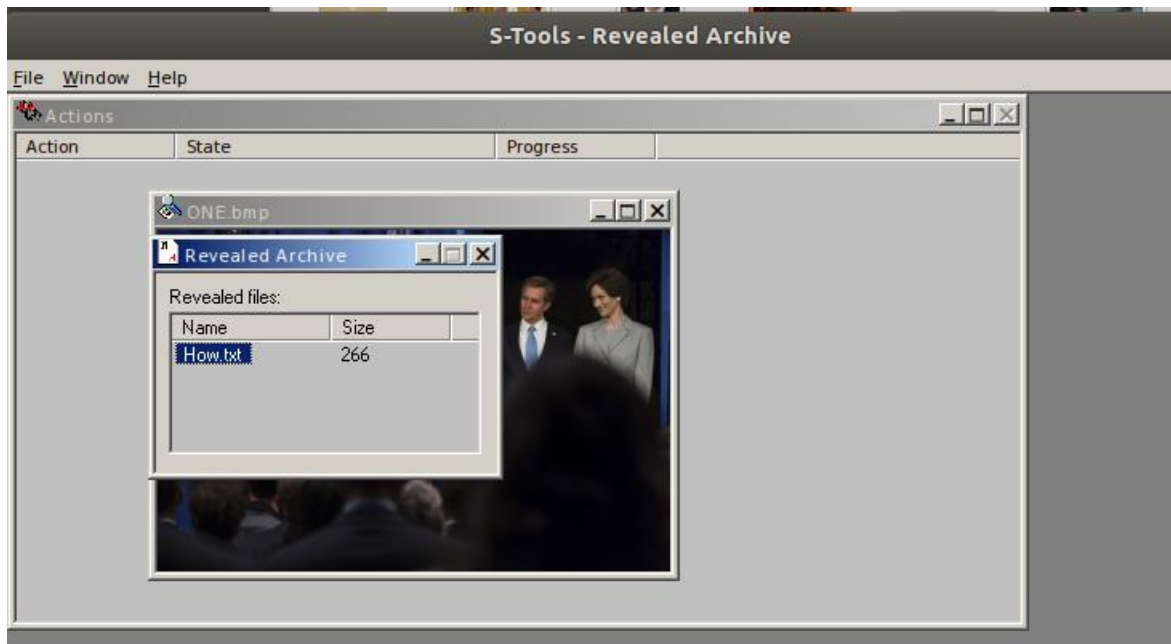 S-Tools - Revealed Archive
File Window Help
Actions
Action State Progress
ONE.bmp
Revealed Archive
Revealed files:
Name Size
How.txt 266